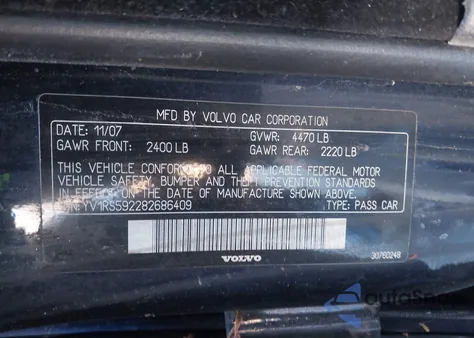 MFD BY VOLVO CAR CORPORATION
DATE: 11/07 GVWR: 4470 LB
GAWR FRONT: 2400 LB GAWR REAR: 2220 LB
THIS VEHICLE CONFORMS TO ALL APPLICABLE FEDERAL MOTOR
VEHICLE SAFETY, BUMPER AND THEFT PREVENTION STANDARDS
IN EFFECT ON THE DATE OF MANUFACTURE SHOWN ABOVE.
VIN: YV1RS592282686409 TYPE: PASS CAR
VOLVO 30760248